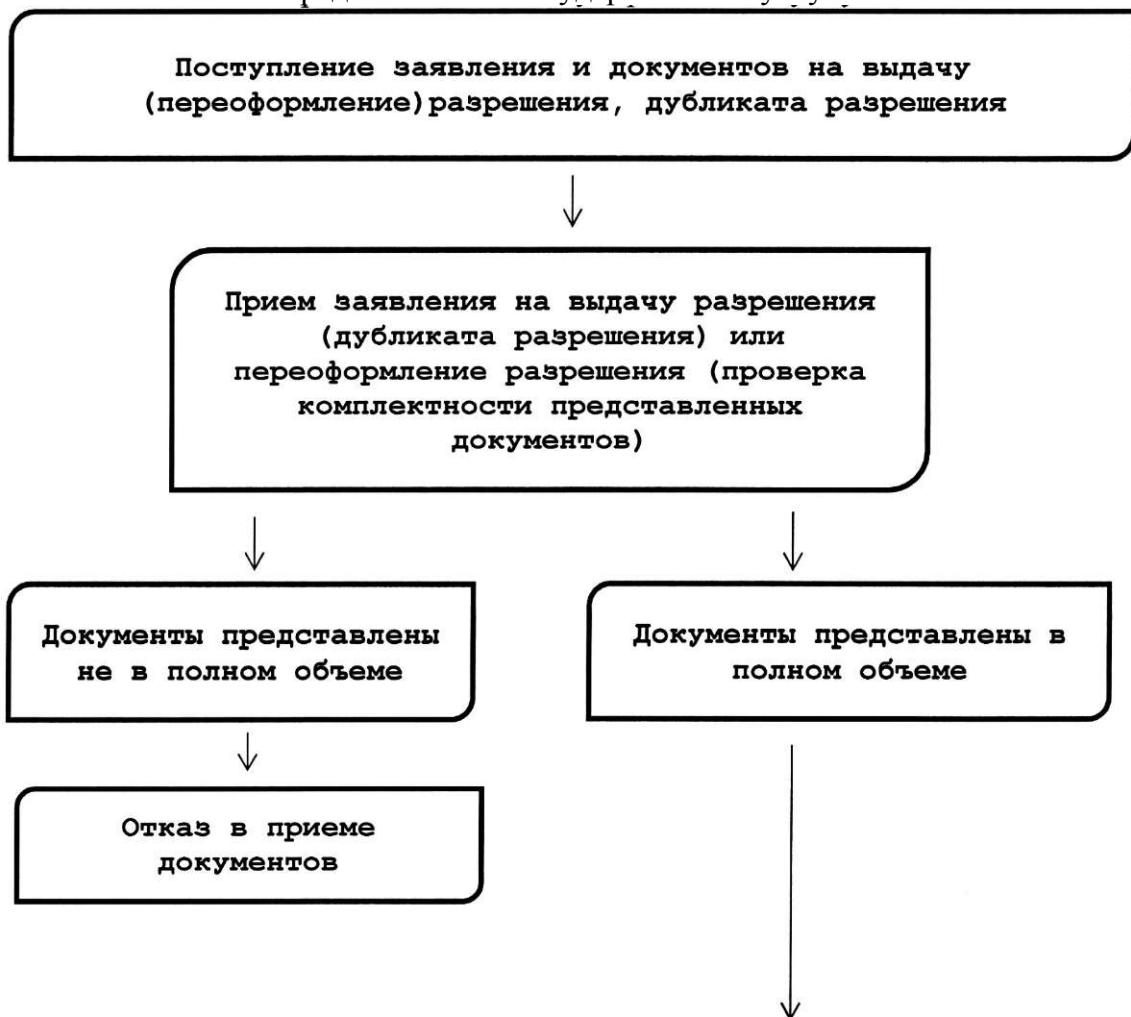 Поступление заявления и документов на выдачу
(переоформление)разрешения, дубликата разрешения
Прием заявления на выдачу разрешения
(дубликата разрешения) или
переоформление разрешения (проверка
комплектности представленных
документов)
Документы представлены
не в полном объеме
Документы представлены в
полном объеме
Отказ в приеме
документов